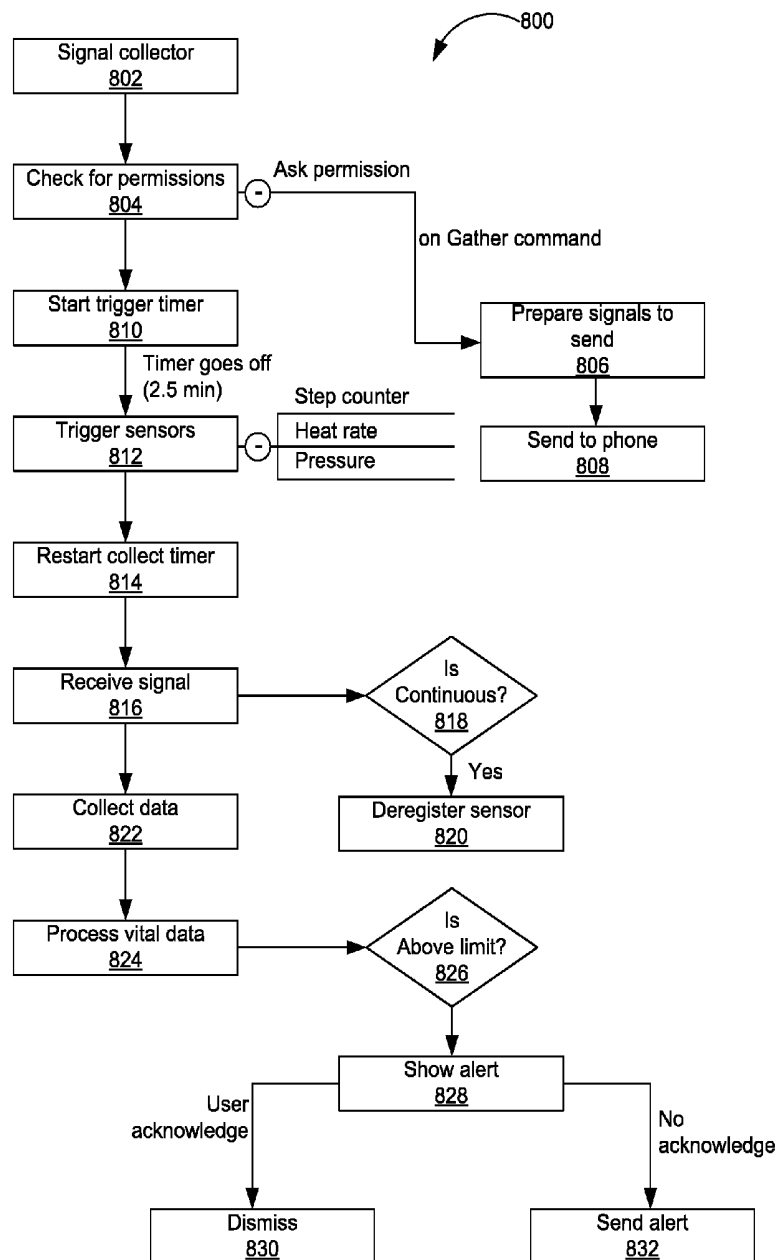 800
Signal collector
802
Check for permissions
804
-
Ask permission
on Gather command
Start trigger timer
810
Prepare signals to
send
806
Timer goes off
(2.5 min)
Send to phone
808
Trigger sensors
812
-
Step counter
Heat rate
Pressure
Restart collect timer
814
Receive signal
816
Is
Continuous?
818
Yes
Deregister sensor
820
Collect data
822
Process vital data
824
Is
Above limit?
826
Show alert
828
User
acknowledge
No
acknowledge
Dismiss
830
Send alert
832